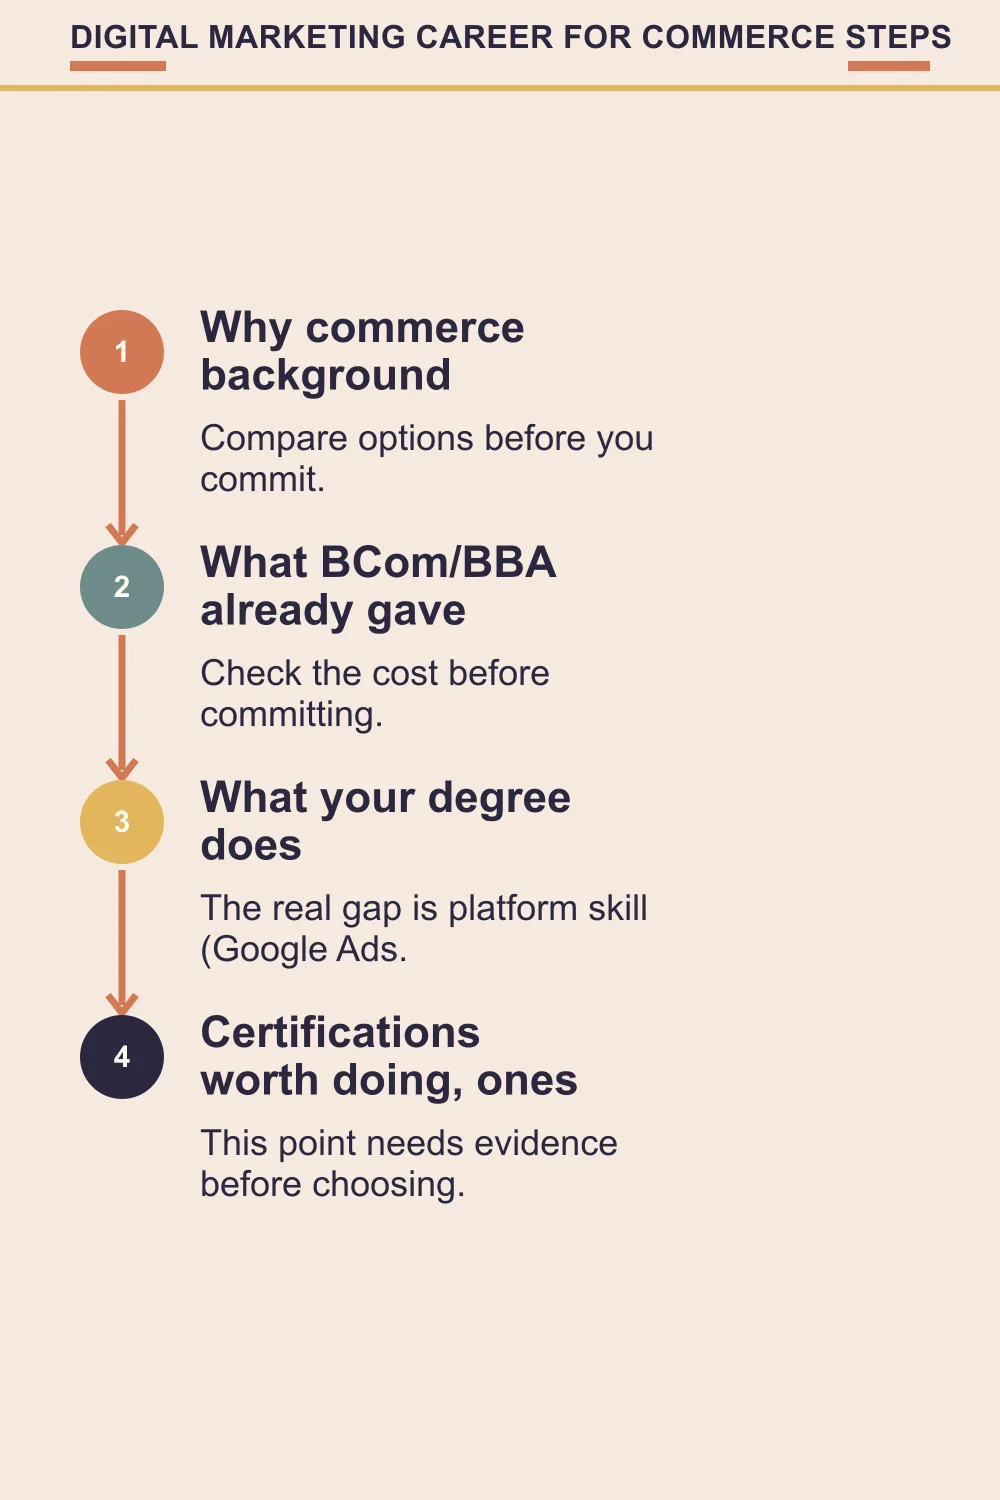 DIGITAL MARKETING CAREER FOR COMMERCE STEPS
1
Why commerce
background
Compare options before you
commit.
2
What BCom/BBA
already gave
Check the cost before
committing.
3
What your degree
does
The real gap is platform skill
(Google Ads.
4
Certifications
worth doing, ones
This point needs evidence
before choosing.